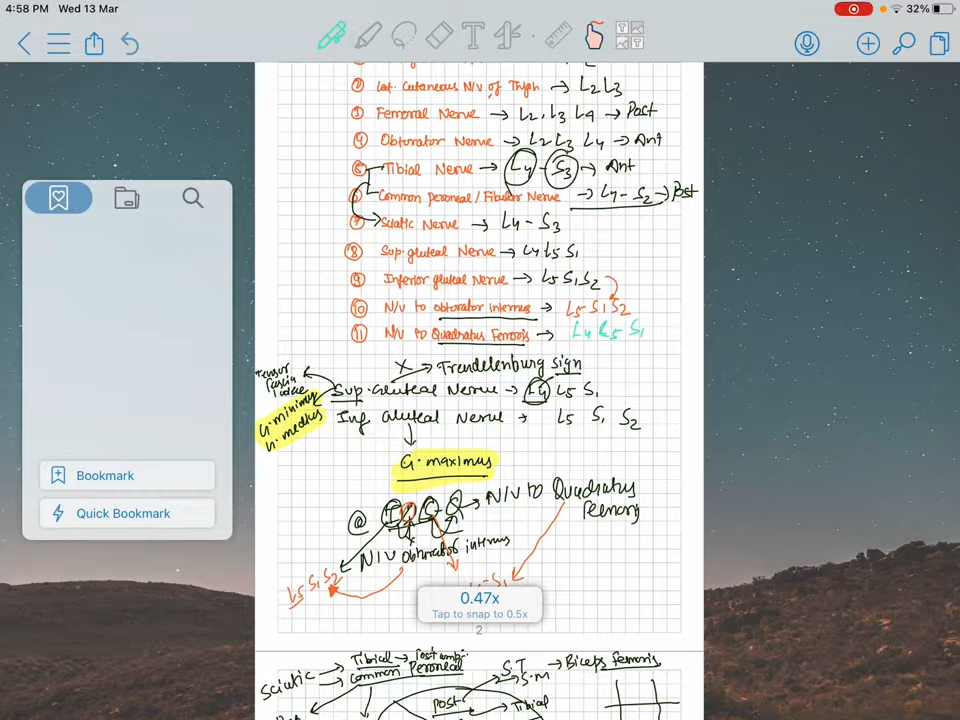 4:58 PM Wed 13 Mar
32%
② Lat. Cutaneous N/V of Thigh → L2 L3
③ Femoral Nerve → L2, L3 L4 → Post
④ Obturator Nerve → L2 L3 L4 → Ant
⑤ Tibial Nerve → L4 - S3 → Ant
⑥ Common peroneal / Fibular Nerve → L4 - S2 → Post
⑦ Sciatic Nerve → L4 - S3
⑧ Sup. gluteal Nerve → L4 L5 S1
⑨ Inferior gluteal Nerve → L5 S1 S2
⑩ N/V to obturator internus → L5 S1 S2
⑪ N/V to Quadratus Femoris → L4 L5 S1
X → Trendelenburg sign
Tensor
fascia
latae
Sup. Gluteal Nerve → L4 L5 S1
G. minimus
G. medius
Inf Gluteal Nerve → L5 S1 S2
G. maximus
N/V to Quadratus
Femoris
N/V obturator internus
L5 S1 S2
Bookmark
Quick Bookmark
0.47x
Tap to snap to 0.5x
2
Sciatic → Tibial
→ Common Peroneal
S.T → Biceps femoris
S.M
Post
Tibial